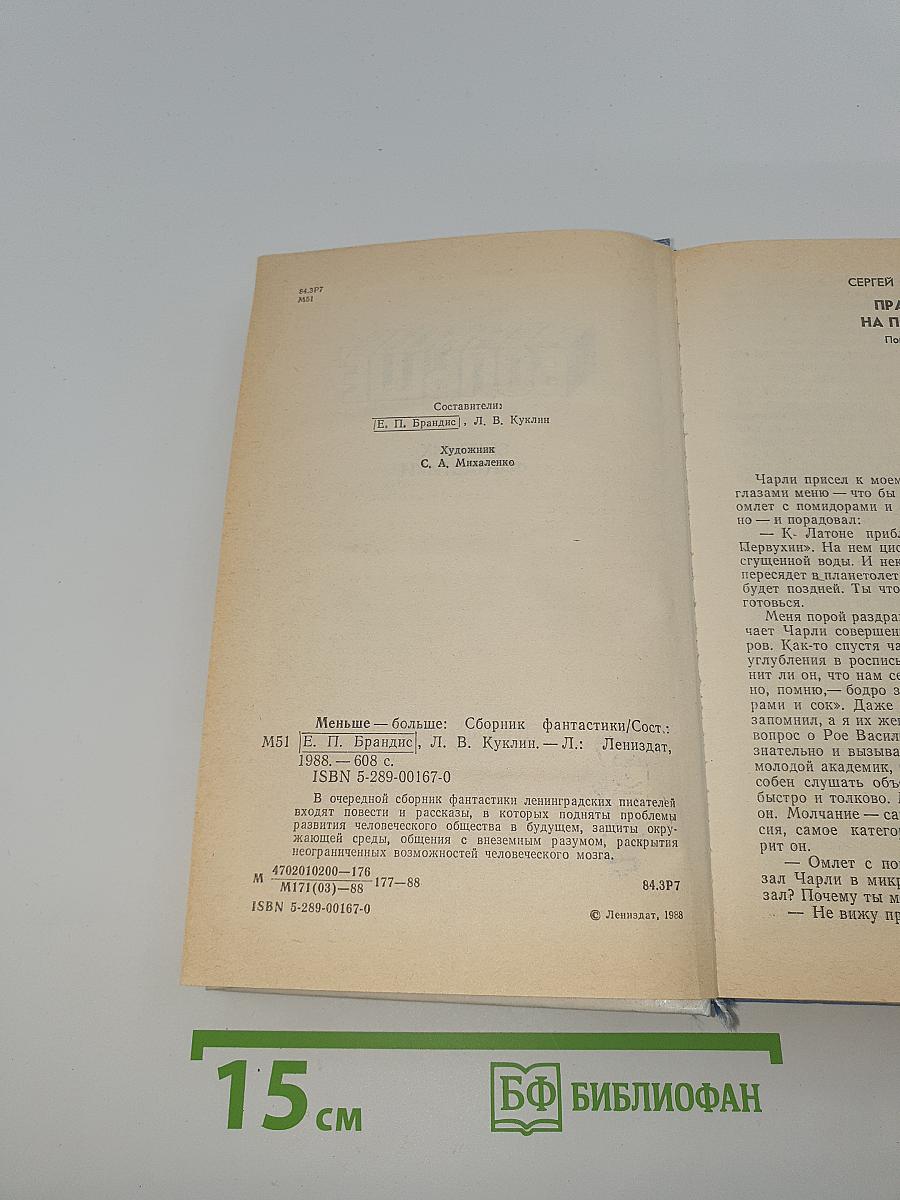 84.3Р7
М51
Составители:
Е. П. Брандис, Л. В. Куклин
Художник
С. А. Михаленко
Меньше — больше: Сборник фантастики/Сост.:
М51 Е. П. Брандис, Л. В. Куклин. — Л.: Лениздат,
1988. — 608 с.
ISBN 5-289-00167-0
В очередной сборник фантастики ленинградских писателей
входят повести и рассказы, в которых подняты проблемы
развития человеческого общества в будущем, защиты окру-
жающей среды, общения с внеземным разумом, раскрытия
неограниченных возможностей человеческого мозга.
М 4702010200—176
М171(03)—88 177—88
84.3Р7
ISBN 5-289-00167-0
© Лениздат, 1988
СЕРГЕЙ
ПРА
НА П
По
Чарли присел к моем
глазами меню — что бы
омлет с помидорами и
но — и порадовал:
— К Латоне прибл
Первухин». На нем цис
сгущенной воды. И нек
пересядет в планетолет
будет поздней. Ты что
готовься.
Меня порой раздра
чает Чарли совершен
ров. Как-то спустя ча
углубления в роспись
нит ли он, что нам се
но, помню,— бодро з
рами и сок». Даже
запомнил, а я их же
вопрос о Рое Васил
знательно и вызыва
молодой академик,
собен слушать объ
быстро и толково.
он. Молчание — са
сия, самое катего
рит он.
— Омлет с по
зал Чарли в микр
зал? Почему ты м
— Не вижу пр
15 см
БФ БИБЛИОФАН